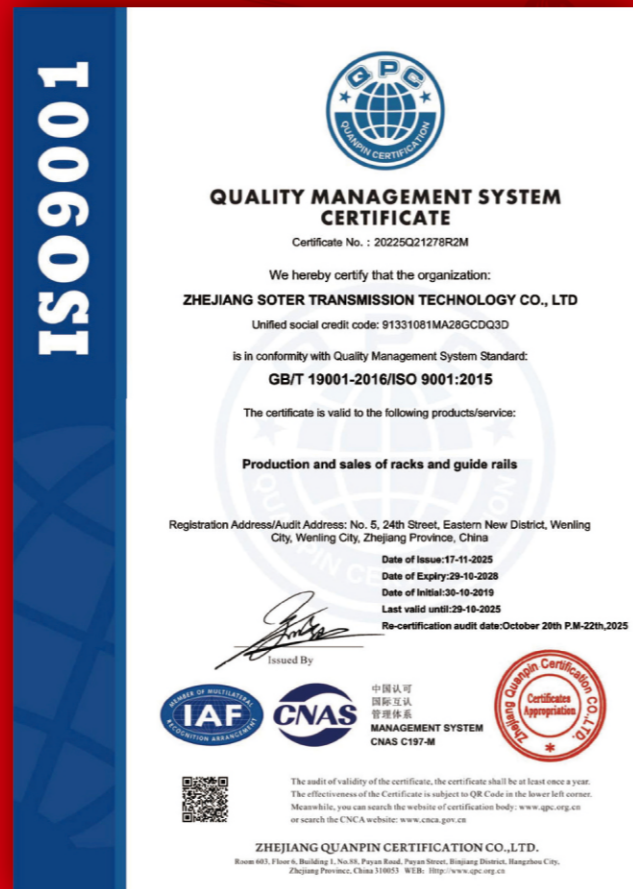 ISO9001
QPC
QUANPIN CERTIFICATION
QUALITY MANAGEMENT SYSTEM
CERTIFICATE
Certificate No. : 20225Q21278R2M
We hereby certify that the organization:
ZHEJIANG SOTER TRANSMISSION TECHNOLOGY CO., LTD
Unified social credit code: 91331081MA28GCDQ3D
is in conformity with Quality Management System Standard:
GB/T 19001-2016/ISO 9001:2015
The certificate is valid to the following products/service:
Production and sales of racks and guide rails
Registration Address/Audit Address: No. 5, 24th Street, Eastern New District, Wenling
City, Wenling City, Zhejiang Province, China
Date of Issue:17-11-2025
Date of Expiry:29-10-2028
Date of Initial:30-10-2019
Last valid until:29-10-2025
Re-certification audit date:October 20th P.M-22th,2025
Issued By
MEMBER OF MULTILATERAL
IAF
RECOGNITION ARRANGEMENT
CNAS
中国认可
国际互认
管理体系
MANAGEMENT SYSTEM
CNAS C197-M
Zhejiang Quanpin Certification CO.,LTD.
Certificates
Appropriation
The audit of validity of the certificate, the certificate shall be at least once a year.
The effectiveness of the Certificate is subject to QR Code in the lower left corner.
Meanwhile, you can search the website of certification body: www.qpc.org.cn
or search the CNCA website: www.cnca.gov.cn
ZHEJIANG QUANPIN CERTIFICATION CO.,LTD.
Room 603, Floor 6, Building 1, No.88, Puyan Road, Puyan Street, Binjiang District, Hangzhou City,
Zhejiang Province, China 310053 WEB: Http://www.qpc.org.cn